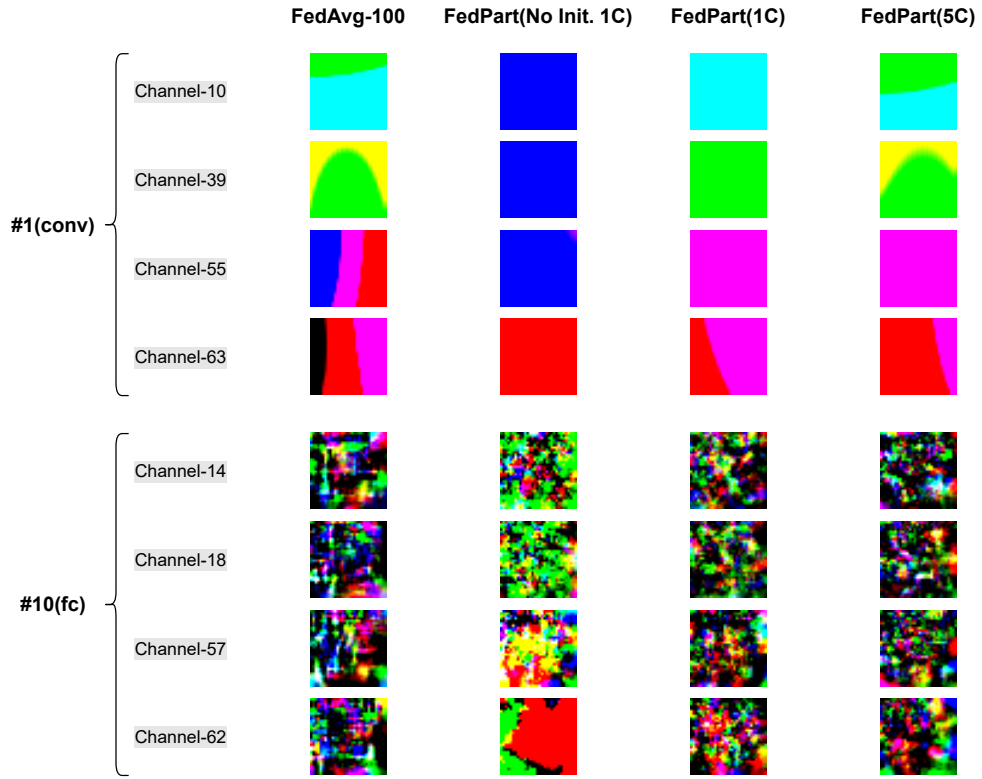 FedAvg-100 FedPart(No Init. 1C) FedPart(1C) FedPart(5C)
Channel-10
Channel-39
#1(conv)
Channel-55
Channel-63
Channel-14
Channel-18
#10(fc)
Channel-57
Channel-62